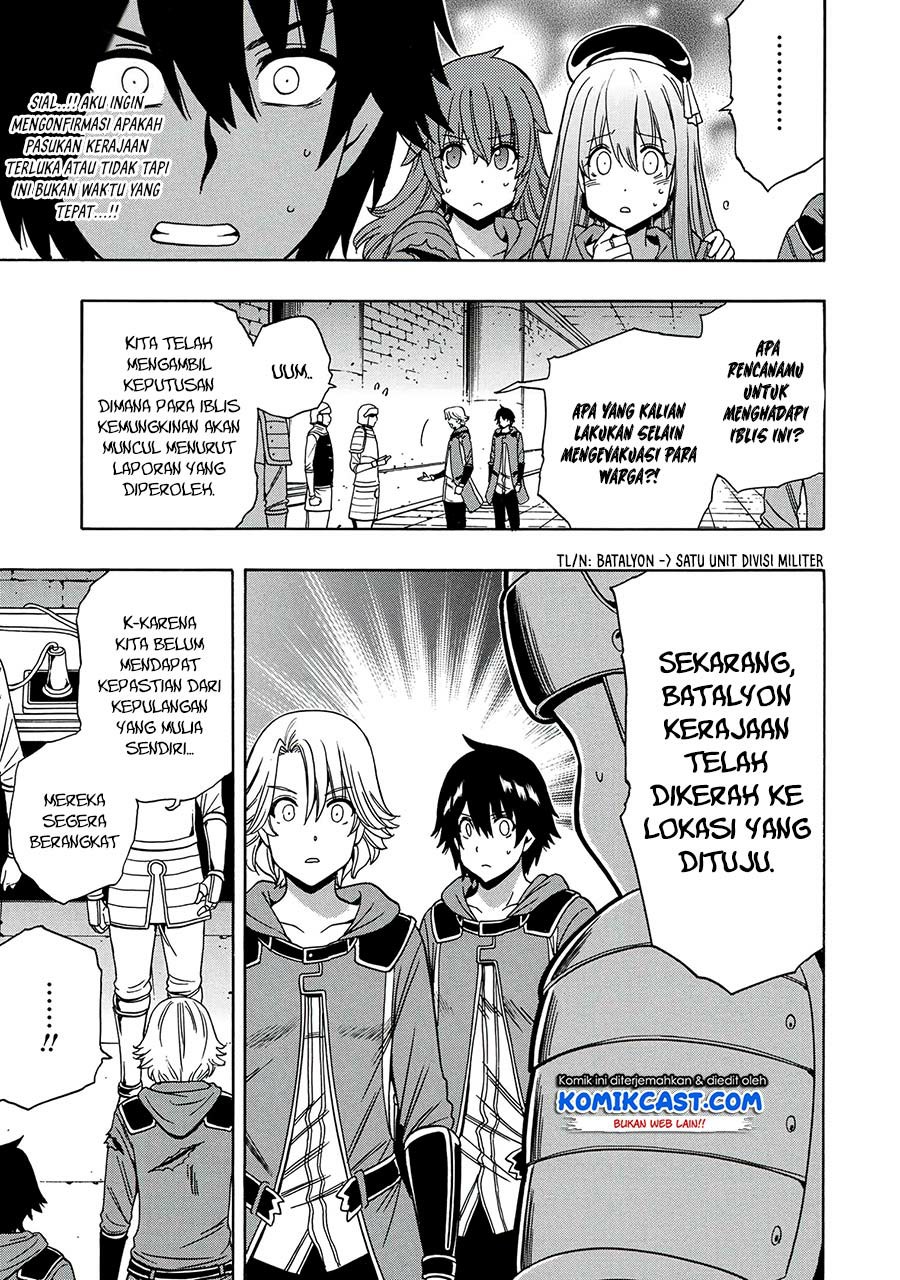 .........
SIAL..!! AKU INGIN
MENGONFIRMASI APAKAH
PASUKAN KERAJAAN
TERLUKA ATAU TIDAK TAPI
INI BUKAN WAKTU YANG
TEPAT...!!
APA
RENCANAMU
UNTUK
MENGHADAPI
IBLIS INI?
APA YANG KALIAN
LAKUKAN SELAIN
MENGEVAKUASI PARA
WARGA?!
UUM..
KITA TELAH
MENGAMBIL
KEPUTUSAN
DIMANA PARA IBLIS
KEMUNGKINAN AKAN
MUNCUL MENURUT
LAPORAN YANG
DIPEROLEH.
TL/N: BATALYON -> SATU UNIT DIVISI MILITER
SEKARANG,
BATALYON
KERAJAAN
TELAH
DIKERAH KE
LOKASI YANG
DITUJU.
K-KARENA
KITA BELUM
MENDAPAT
KEPASTIAN DARI
KEPULANGAN
YANG MULIA
SENDIRI...
MEREKA
SEGERA
BERANGKAT
......!!
Komik ini diterjemahkan & diedit oleh
KOMIKCAST.COM
BUKAN WEB LAIN!!